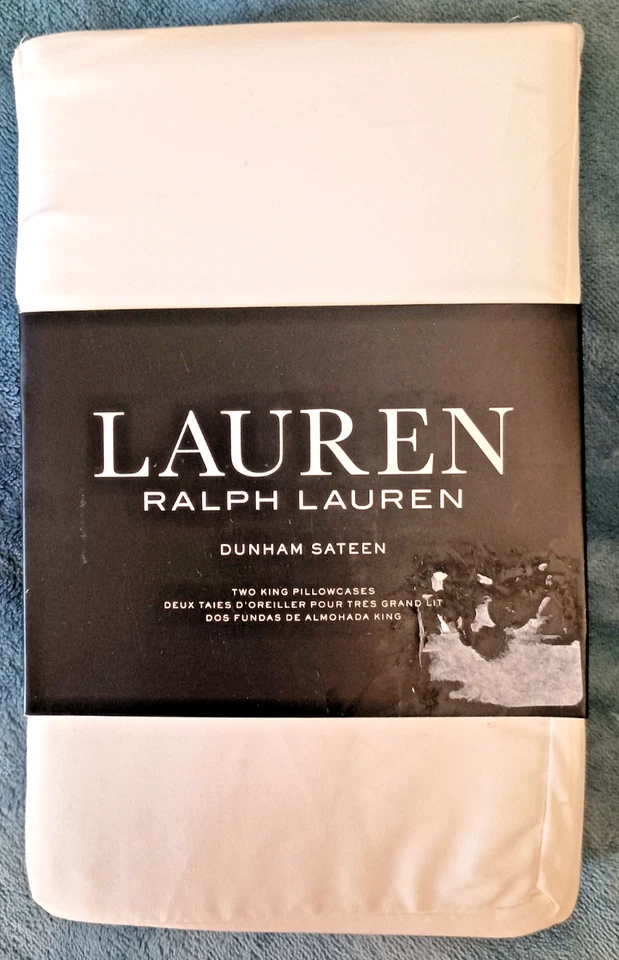 LAUREN
RALPH LAUREN
DUNHAM SATEEN
TWO KING PILLOWCASES
DEUX TAIES D'OREILLER POUR TRES GRAND LIT
DOS FUNDAS DE ALMOHADA KING